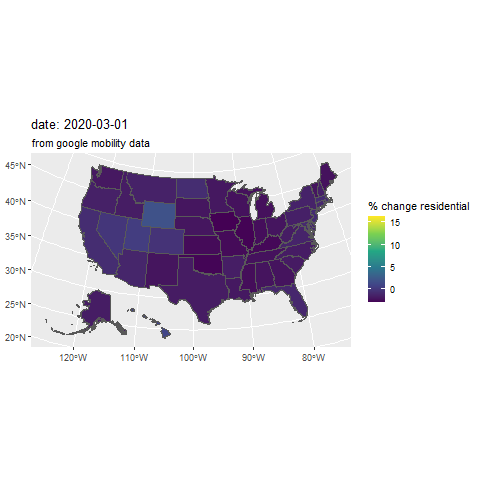 date: 2020-03-01
from google mobility data
45°N
40°N
35°N
30°N
25°N
20°N
120°W 110°W 100°W 90°W 80°W
% change residential
15
10
5
0